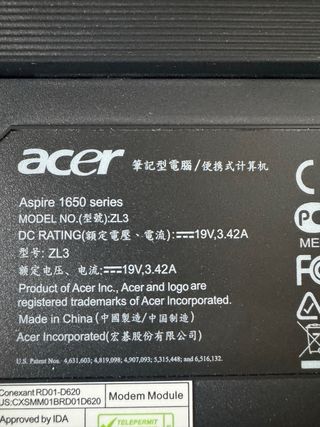 acer 筆記型電腦/便携式计算机
Aspire 1650 series
MODEL NO.(型號):ZL3
DC RATING(額定電壓、電流):⎓19V,3.42A
型号: ZL3
额定电压、电流:⎓19V,3.42A
Product of Acer Inc., Acer and logo are
registered trademarks of Acer Incorporated.
Made in China (中國製造/中国制造)
Acer Incorporated(宏碁股份有限公司)
U.S. Patent Nos. 4,631,603; 4,819,098; 4,907,093; 5,315,448; and 6,516,132.
C
PC
ME
FC
Conexant RD01-D620
US:CXSMM01BRD01D620
Modem Module
Approved by IDA
TELEPERMIT